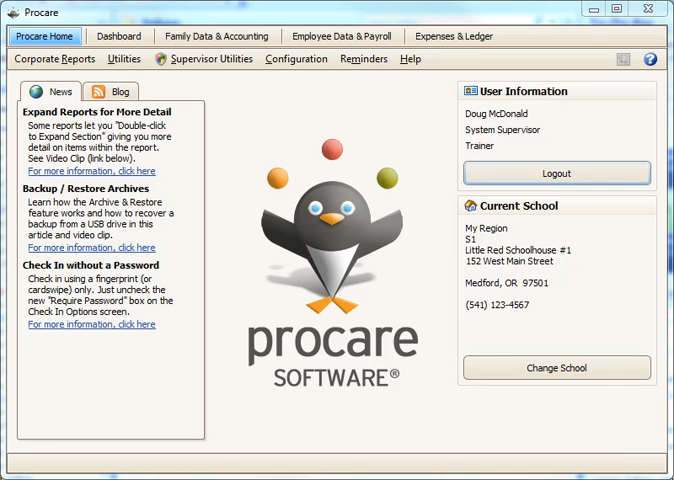 Procare
Procare Home
Dashboard
Family Data & Accounting
Employee Data & Payroll
Expenses & Ledger
Corporate Reports
Utilities
Supervisor Utilities
Configuration
Reminders
Help
News
Blog
Expand Reports for More Detail
Some reports let you "Double-click
to Expand Section" giving you more
detail on items within the report.
See Video Clip (link below).
For more information, click here
Backup / Restore Archives
Learn how the Archive & Restore
feature works and how to recover a
backup from a USB drive in this
article and video clip.
For more information, click here
Check In without a Password
Check in using a fingerprint (or
cardswipe) only. Just uncheck the
new "Require Password" box on the
Check In Options screen.
For more information, click here
procare
SOFTWARE®
User Information
Doug McDonald
System Supervisor
Trainer
Logout
Current School
My Region
S1
Little Red Schoolhouse #1
152 West Main Street
Medford, OR 97501
(541) 123-4567
Change School